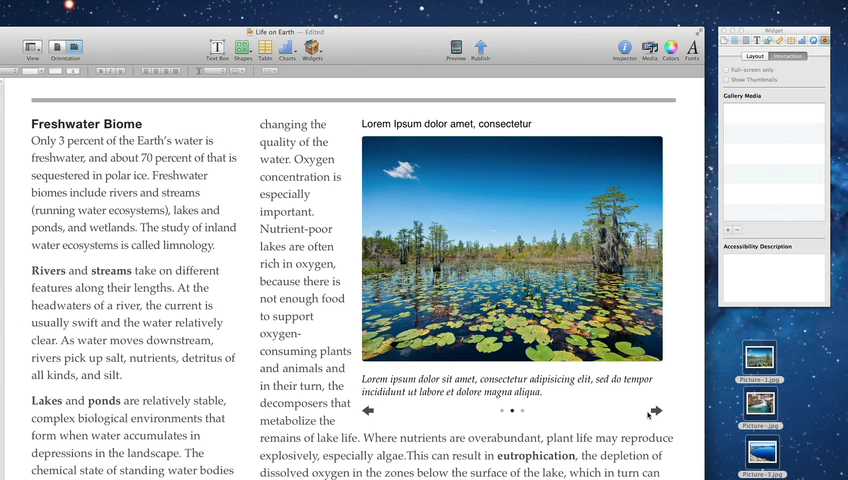 Life on Earth — Edited
View
Orientation
Text Box
Shapes
Table
Charts
Widgets
Preview
Publish
Inspector
Media
Colors
Fonts
Freshwater Biome
Only 3 percent of the Earth's water is
freshwater, and about 70 percent of that is
sequestered in polar ice. Freshwater
biomes include rivers and streams
(running water ecosystems), lakes and
ponds, and wetlands. The study of inland
water ecosystems is called limnology.
Rivers and streams take on different
features along their lengths. At the
headwaters of a river, the current is
usually swift and the water relatively
clear. As water moves downstream,
rivers pick up salt, nutrients, detritus of
all kinds, and silt.
Lakes and ponds are relatively stable,
complex biological environments that
form when water accumulates in
depressions in the landscape. The
chemical state of standing water bodies
changing the
quality of the
water. Oxygen
concentration is
especially
important.
Nutrient-poor
lakes are often
rich in oxygen,
because there is
not enough food
to support
oxygen-
consuming plants
and animals and
in their turn, the
decomposers that
metabolize the
remains of lake life. Where nutrients are overabundant, plant life may reproduce
explosively, especially algae.This can result in eutrophication, the depletion of
dissolved oxygen in the zones below the surface of the lake, which in turn can
Lorem Ipsum dolor amet, consectetur
Lorem ipsum dolor sit amet, consectetur adipisicing elit, sed do tempor
incididunt ut labore et dolore magna aliqua.
Widget
Layout
Interaction
Full-screen only
Show Thumbnails
Gallery Media
Accessibility Description
Picture-1.jpg
Picture-3.jpg